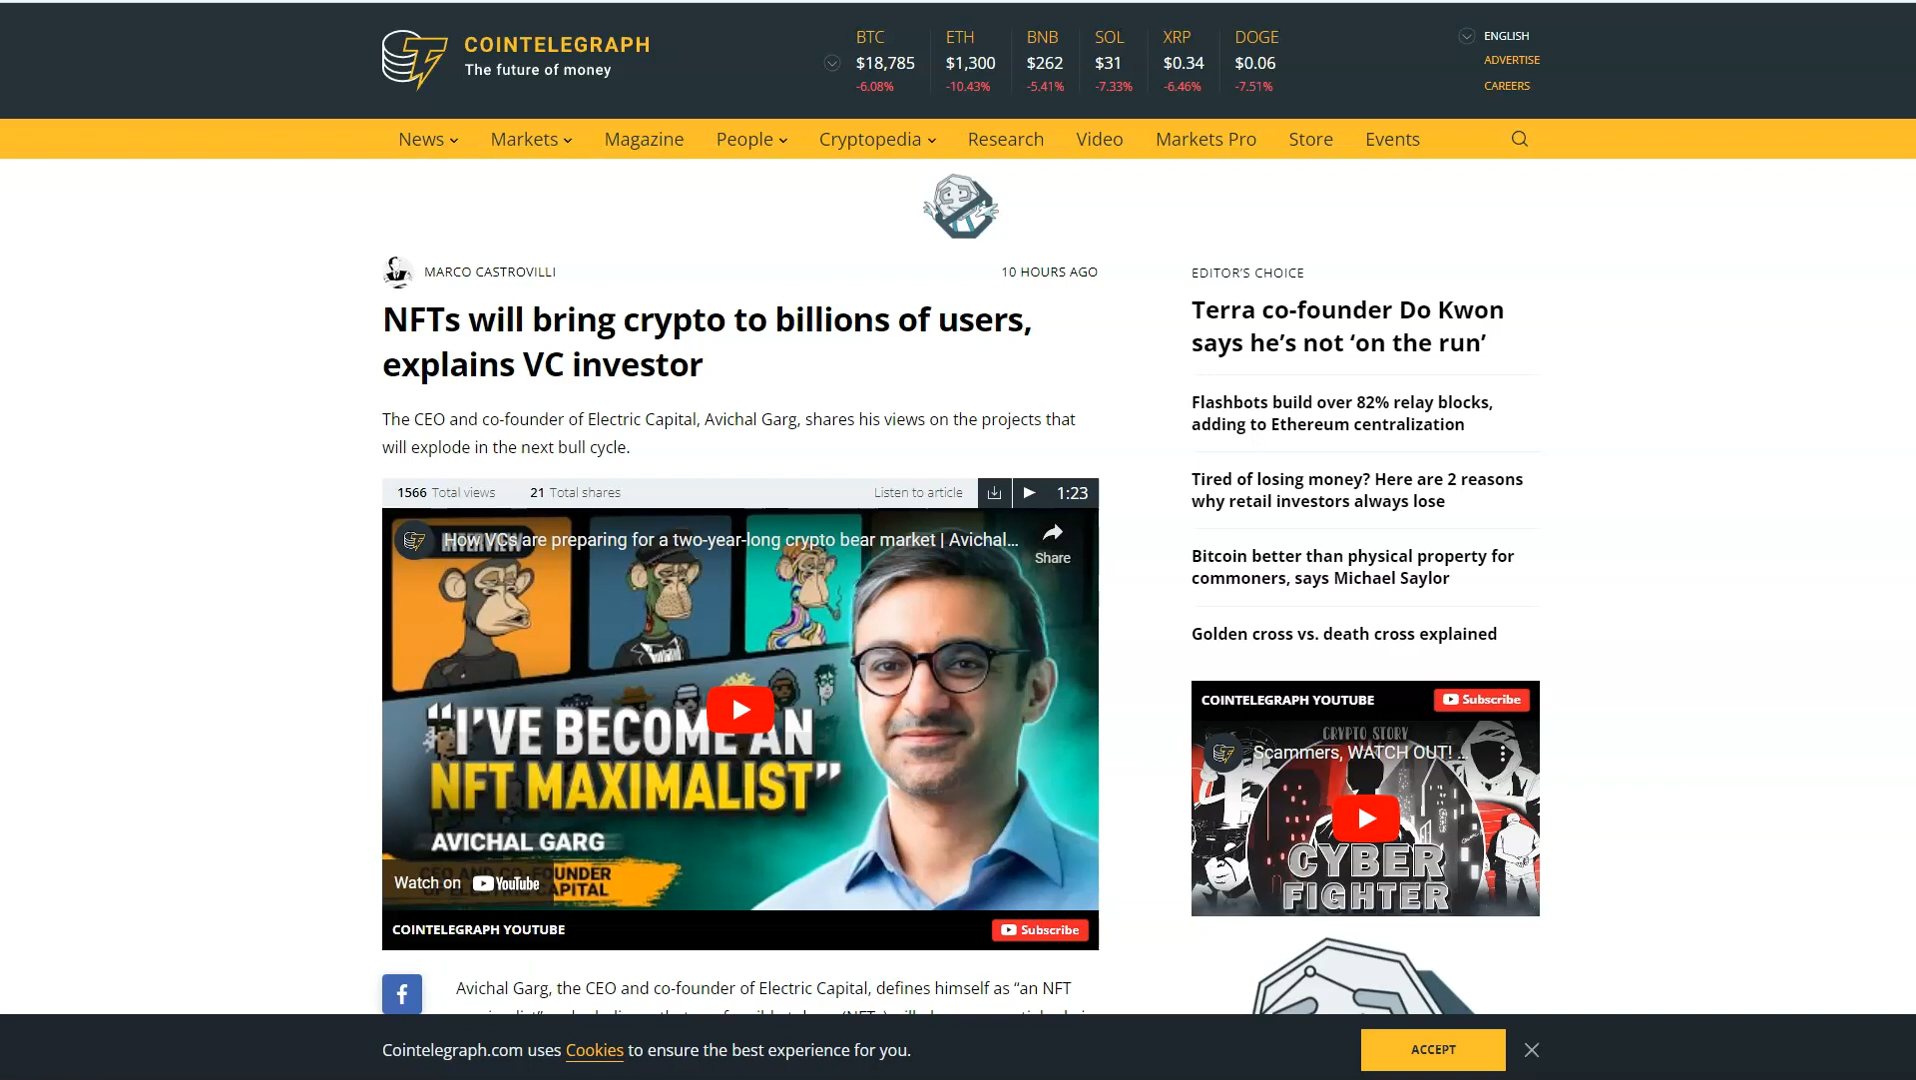 COINTELEGRAPH
The future of money
BTC
$18,785
-6.08%
ETH
$1,300
-10.43%
BNB
$262
-5.41%
SOL
$31
-7.33%
XRP
$0.34
-6.46%
DOGE
$0.06
-7.51%
ENGLISH
ADVERTISE
CAREERS
News Markets Magazine People Cryptopedia Research Video Markets Pro Store Events
MARCO CASTROVILLI
10 HOURS AGO
NFTs will bring crypto to billions of users,
explains VC investor
The CEO and co-founder of Electric Capital, Avichal Garg, shares his views on the projects that
will explode in the next bull cycle.
1566 Total views 21 Total shares Listen to article 1:23
INTERVIEW
How VCs are preparing for a two-year-long crypto bear market | Avichal...
Share
“I’VE BECOME AN
NFT MAXIMALIST”
AVICHAL GARG
CEO AND CO-FOUNDER
OF ELECTRIC CAPITAL
Watch on YouTube
COINTELEGRAPH YOUTUBE
Subscribe
Avichal Garg, the CEO and co-founder of Electric Capital, defines himself as “an NFT
EDITOR’S CHOICE
Terra co-founder Do Kwon
says he’s not ‘on the run’
Flashbots build over 82% relay blocks,
adding to Ethereum centralization
Tired of losing money? Here are 2 reasons
why retail investors always lose
Bitcoin better than physical property for
commoners, says Michael Saylor
Golden cross vs. death cross explained
COINTELEGRAPH YOUTUBE
Subscribe
CRYPTO STORY
Scammers, WATCH OUT! ...
CYBER
FIGHTER
Cointelegraph.com uses Cookies to ensure the best experience for you.
ACCEPT